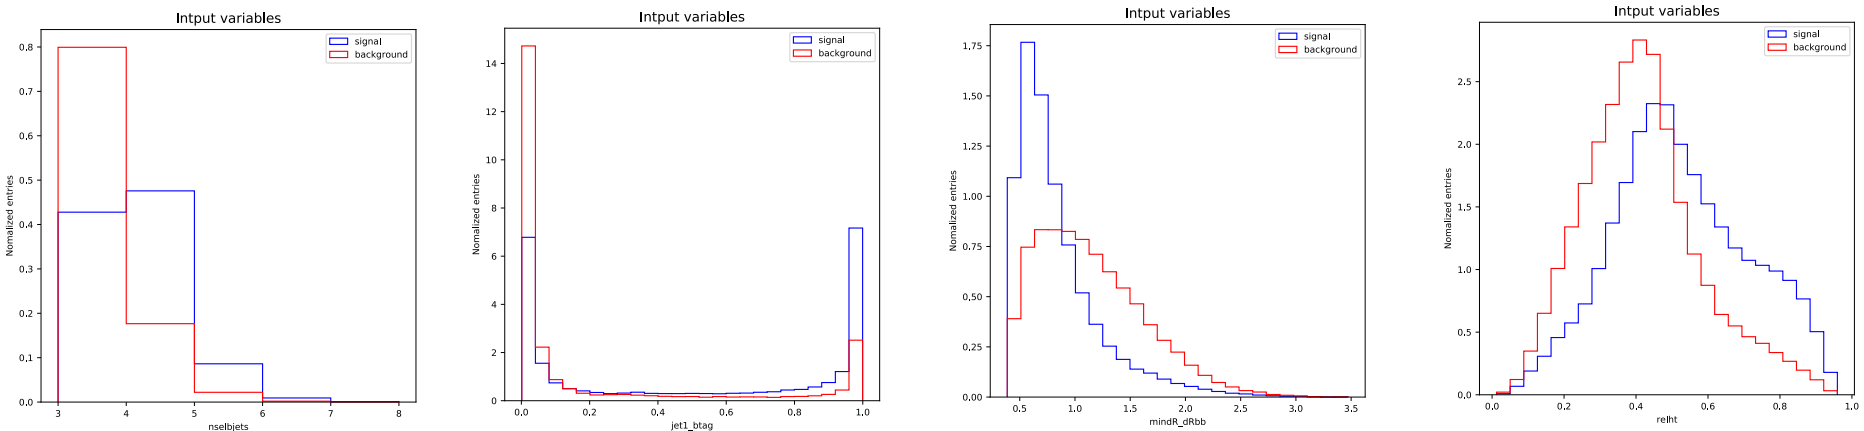 Intput variables
signal
background
0.8
0.7
0.6
0.5
0.4
0.3
0.2
0.1
0.0
Nomalized entries
3 4 5 6 7 8
nselbjets
Intput variables
signal
background
14
12
10
8
6
4
2
0
Nomalized entries
0.0 0.2 0.4 0.6 0.8 1.0
jet1_btag
Intput variables
signal
background
1.75
1.50
1.25
1.00
0.75
0.50
0.25
0.00
Nomalized entries
0.5 1.0 1.5 2.0 2.5 3.0 3.5
mindR_dRbb
Intput variables
signal
background
2.5
2.0
1.5
1.0
0.5
0.0
Nomalized entries
0.0 0.2 0.4 0.6 0.8 1.0
relht